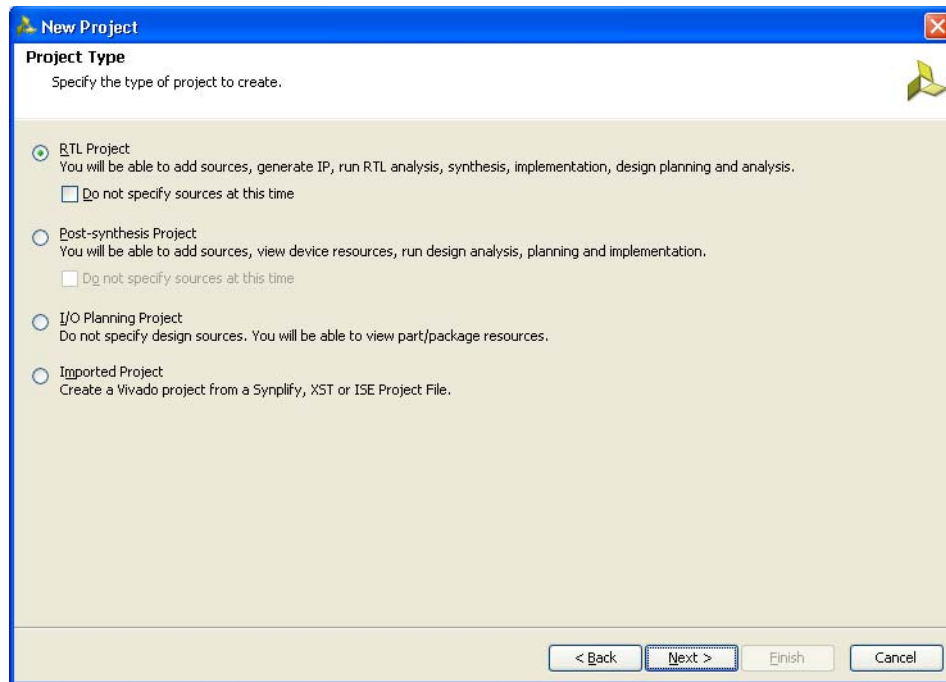 New Project
Project Type
Specify the type of project to create.
RTL Project
You will be able to add sources, generate IP, run RTL analysis, synthesis, implementation, design planning and analysis.
Do not specify sources at this time
Post-synthesis Project
You will be able to add sources, view device resources, run design analysis, planning and implementation.
Do not specify sources at this time
I/O Planning Project
Do not specify design sources. You will be able to view part/package resources.
Imported Project
Create a Vivado project from a Synplify, XST or ISE Project File.
< Back Next > Finish Cancel